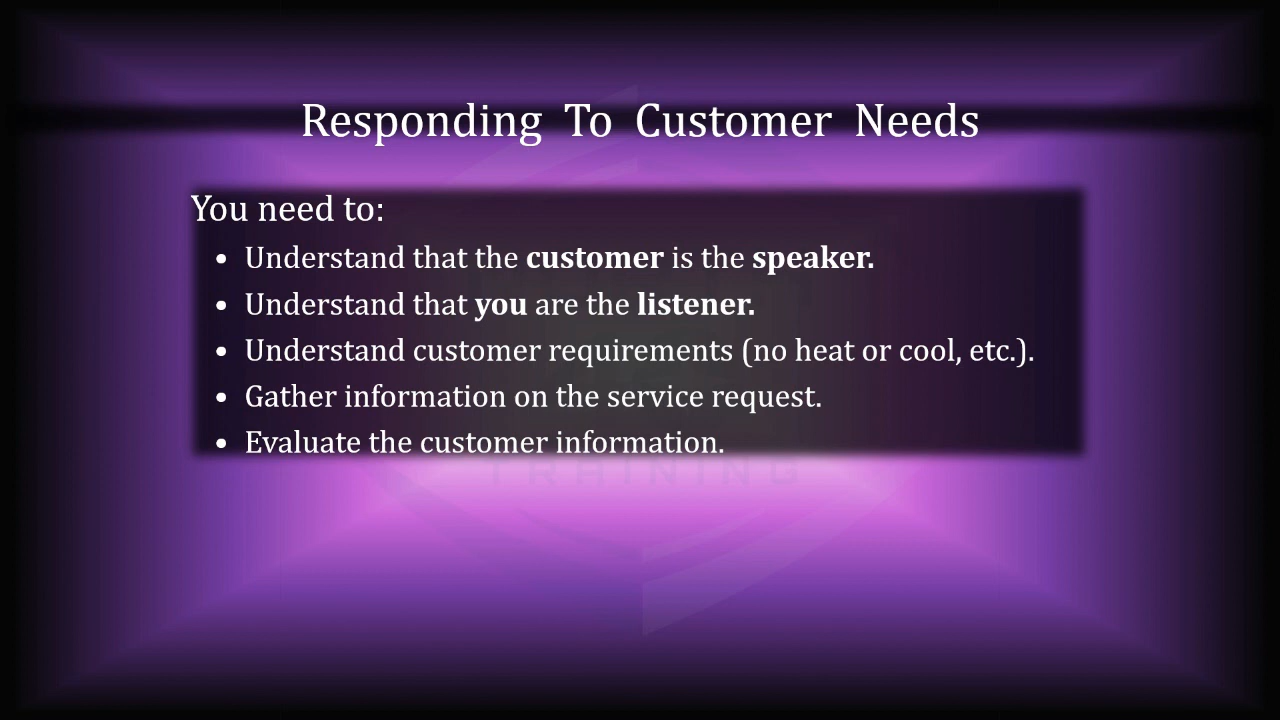 Responding To Customer Needs
You need to:
• Understand that the customer is the speaker.
• Understand that you are the listener.
• Understand customer requirements (no heat or cool, etc.).
• Gather information on the service request.
• Evaluate the customer information.
TRAINING